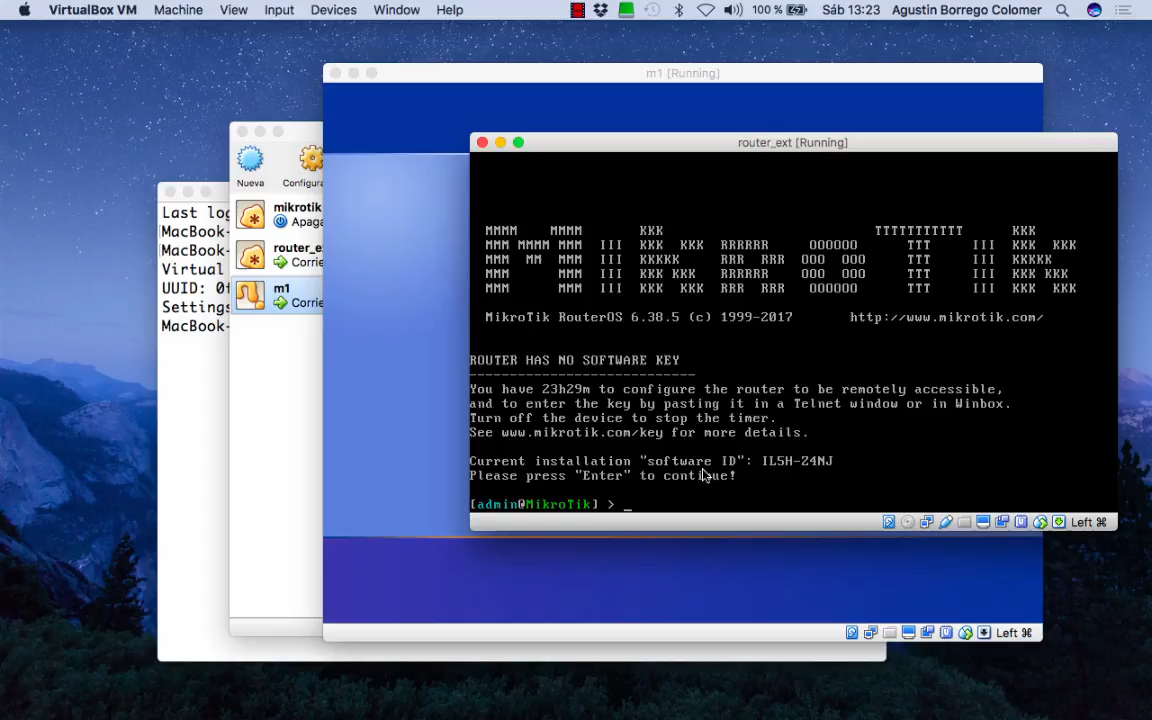 VirtualBox VM Machine View Input Devices Window Help 100 % Sáb 13:23 Agustin Borrego Colomer
m1 [Running]
router_ext [Running]
Nueva Configura
mikrotik
Apaga
router_e
Corrie
m1
Corrie
Last log
MacBook-
MacBook-
Virtual
UUID: 0f
Settings
MacBook-
MikroTik
MikroTik RouterOS 6.38.5 (c) 1999-2017 http://www.mikrotik.com/
ROUTER HAS NO SOFTWARE KEY
----------------------------
You have 23h29m to configure the router to be remotely accessible,
and to enter the key by pasting it in a Telnet window or in Winbox.
Turn off the device to stop the timer.
See www.mikrotik.com/key for more details.
Current installation "software ID": IL5H-Z4NJ
Please press "Enter" to continue!
[admin@MikroTik] > _
Left ⌘
Left ⌘